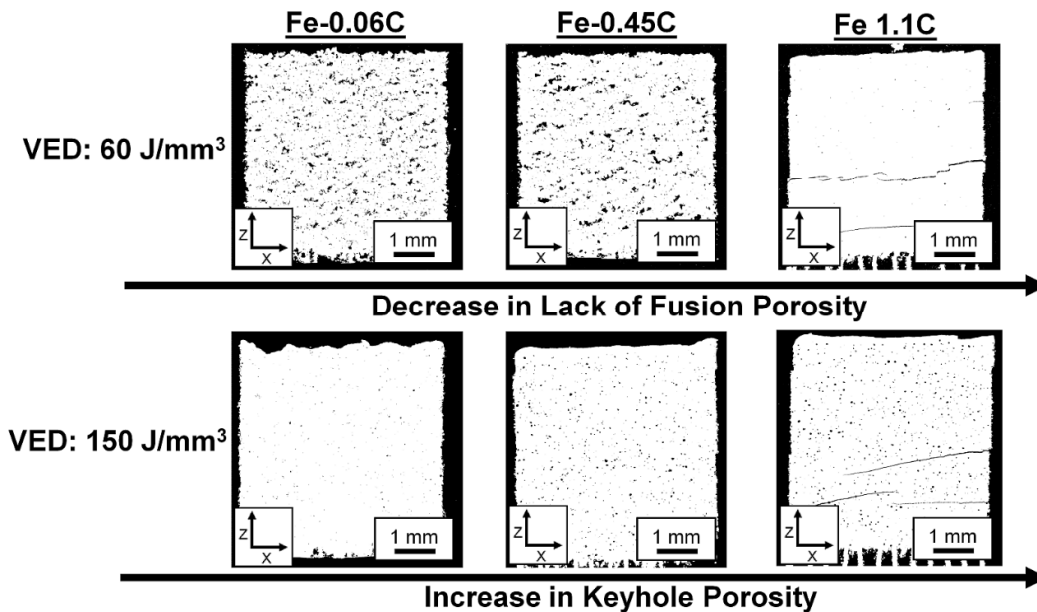 Fe-0.06C Fe-0.45C Fe 1.1C
VED: 60 J/mm³
Z X 1 mm Z X 1 mm Z X 1 mm
Decrease in Lack of Fusion Porosity
VED: 150 J/mm³
Z X 1 mm Z X 1 mm Z X 1 mm
Increase in Keyhole Porosity